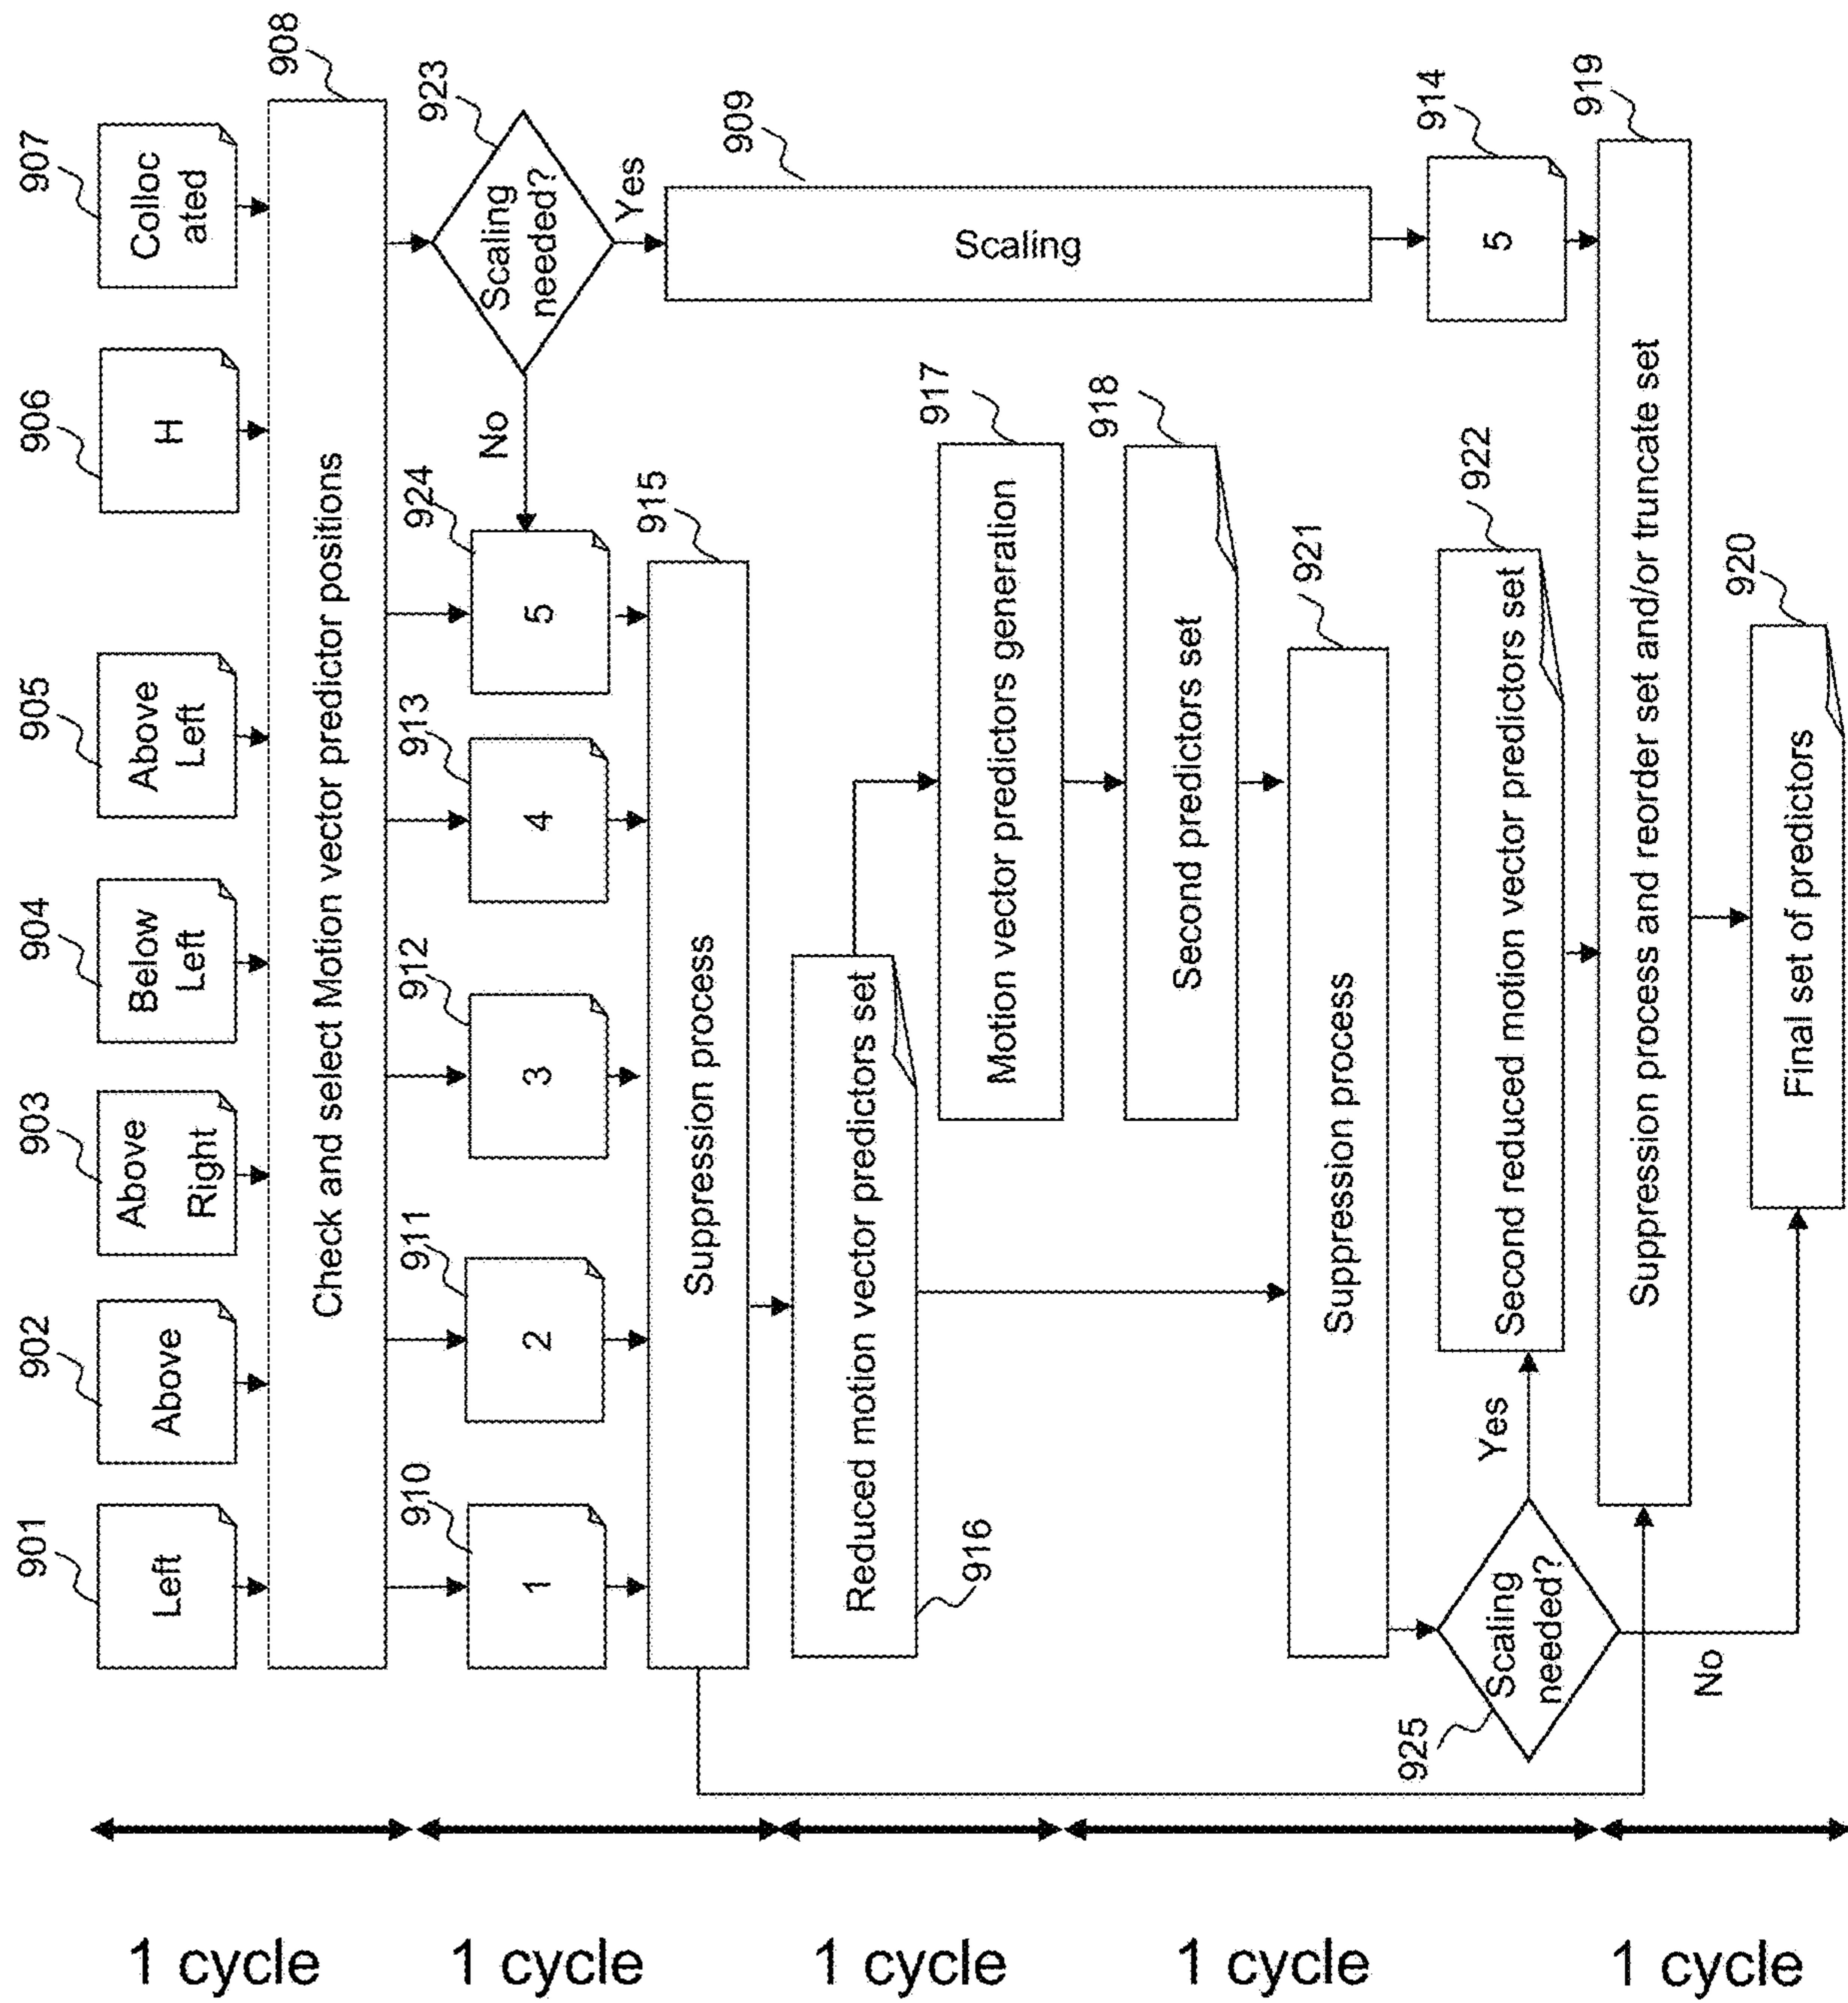 901
902
903
904
905
906
907
Left
Above
Above
Right
Below
Left
Above
Left
H
Colloc
ated
908
Check and select Motion vector predictor positions
910
911
912
913
924
923
1
2
3
4
5
No
Scaling
needed?
Yes
915
Suppression process
909
Scaling
Reduced motion vector predictors set
916
917
Motion vector predictors generation
918
Second predictors set
921
Suppression process
925
Scaling
needed?
Yes
No
922
Second reduced motion vector predictors set
914
5
919
Suppression process and reorder set and/or truncate set
920
Final set of predictors
1 cycle
1 cycle
1 cycle
1 cycle
1 cycle